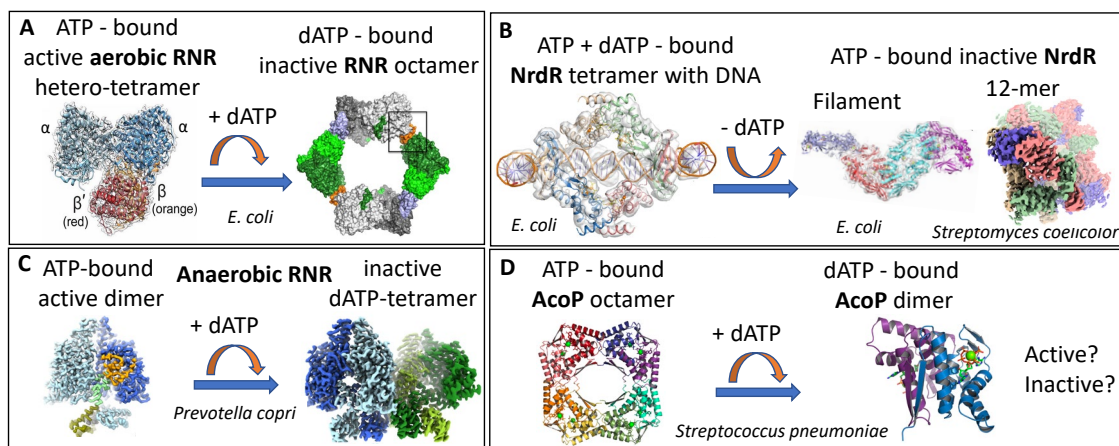 A
ATP - bound
active aerobic RNR
hetero-tetramer
α
α
β'
(red)
β
(orange)
+ dATP
E. coli
dATP - bound
inactive RNR octamer
B
ATP + dATP - bound
NrdR tetramer with DNA
E. coli
- dATP
ATP - bound inactive NrdR
Filament
12-mer
E. coli
Streptomyces coelicolor
C
ATP-bound
active dimer
Anaerobic RNR
+ dATP
Prevotella copri
inactive
dATP-tetramer
D
ATP - bound
AcoP octamer
+ dATP
Streptococcus pneumoniae
dATP - bound
AcoP dimer
Active?
Inactive?